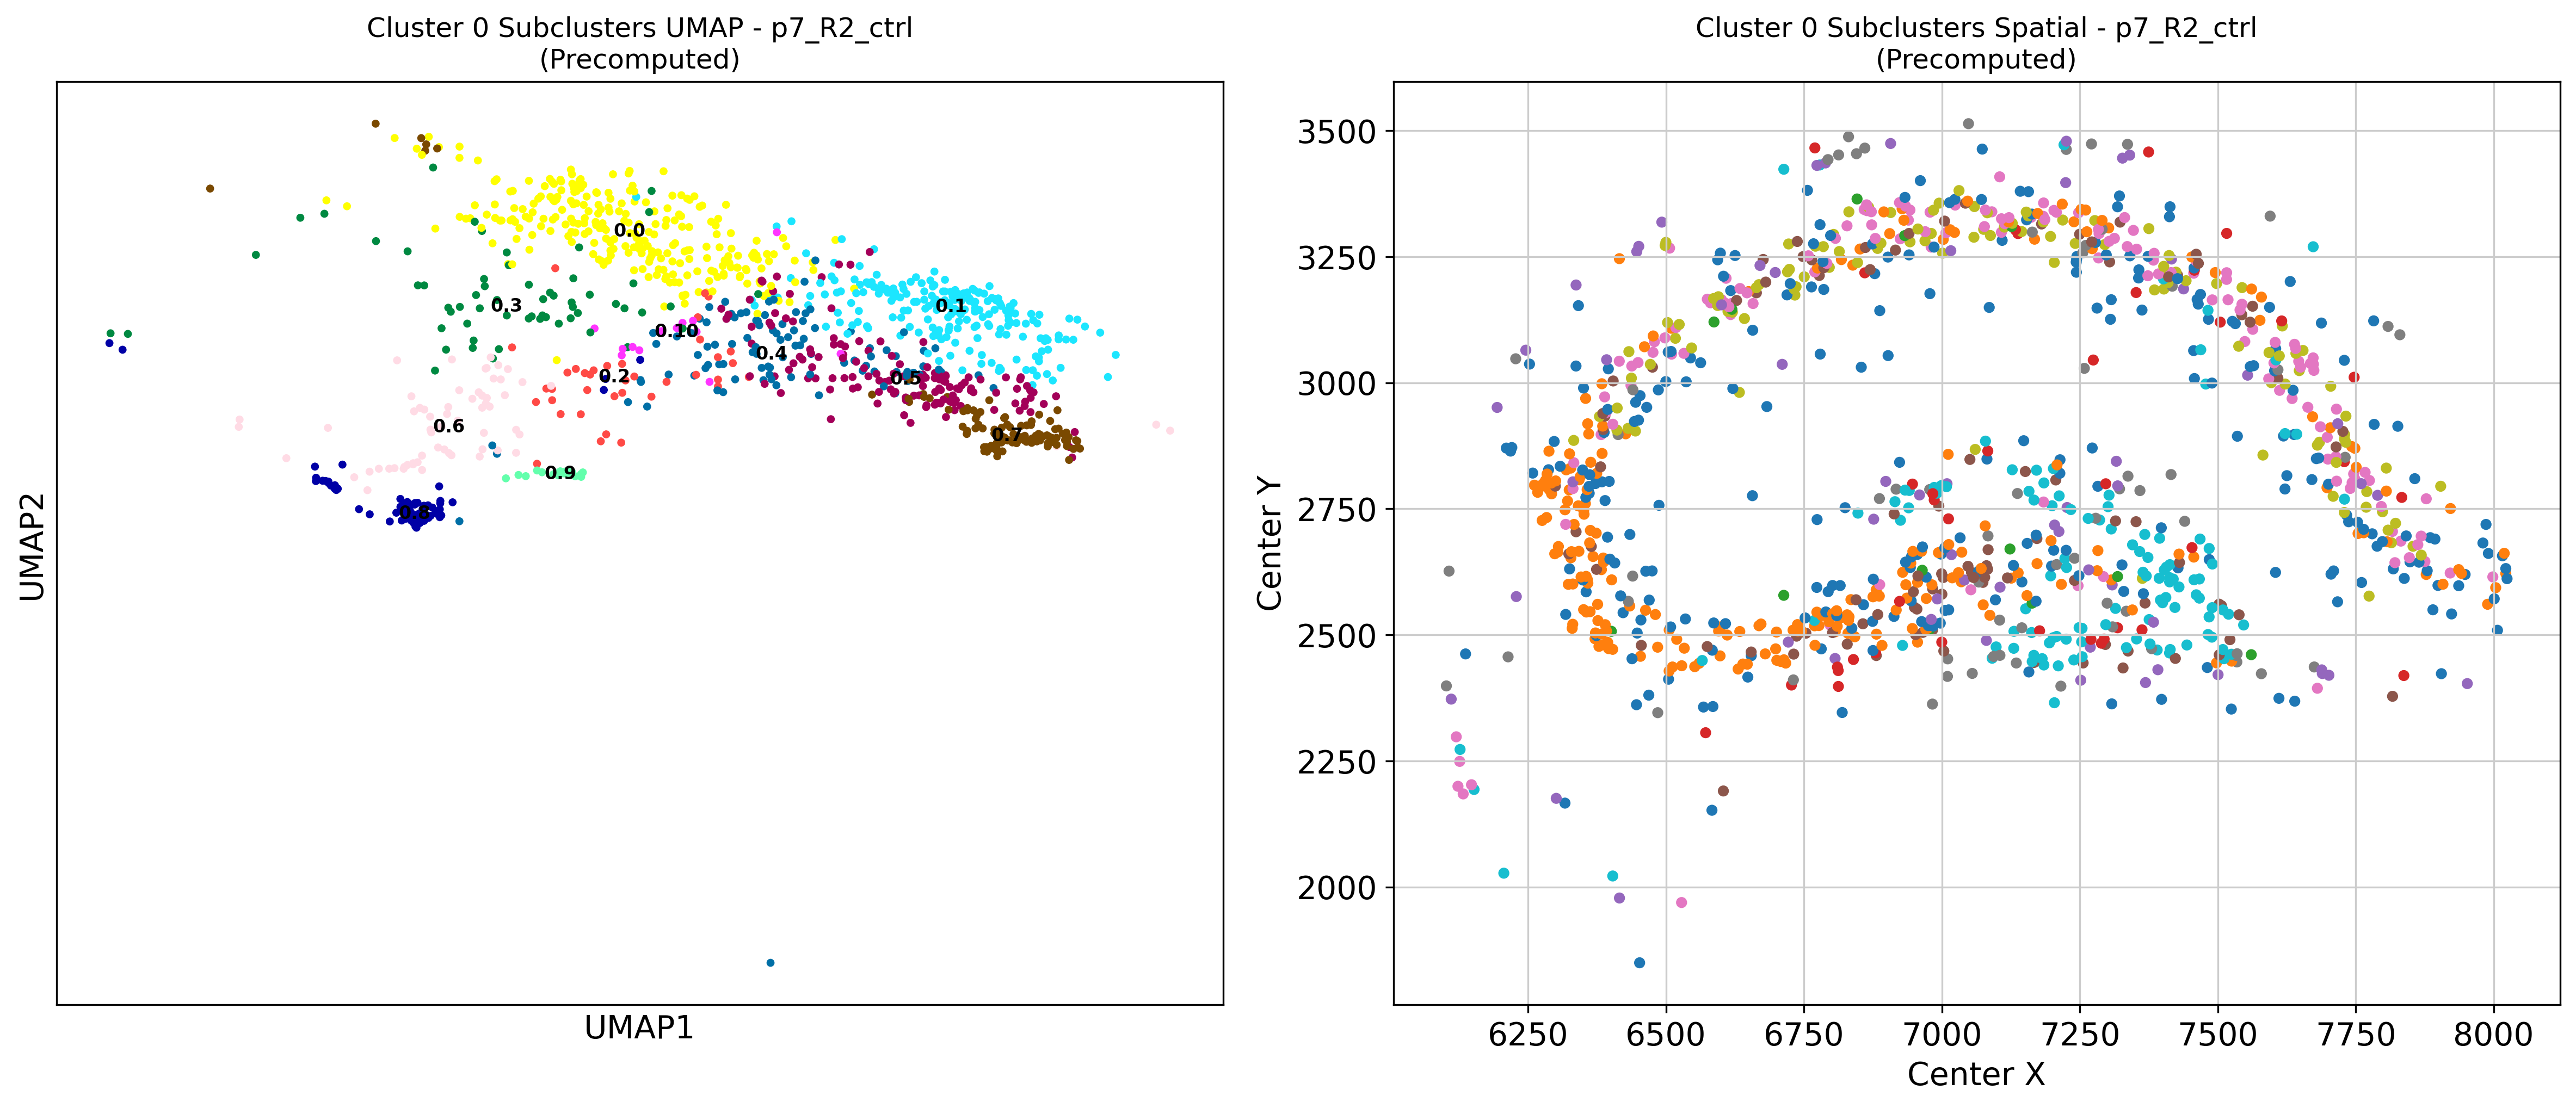 Cluster 0 Subclusters UMAP - p7_R2_ctrl
(Precomputed)
0.0
0.3
0.1
0.10
0.4
0.2
0.5
0.6
0.7
0.9
0.8
UMAP2
UMAP1
Cluster 0 Subclusters Spatial - p7_R2_ctrl
(Precomputed)
3500
3250
3000
2750
2500
2250
2000
Center Y
6250 6500 6750 7000 7250 7500 7750 8000
Center X